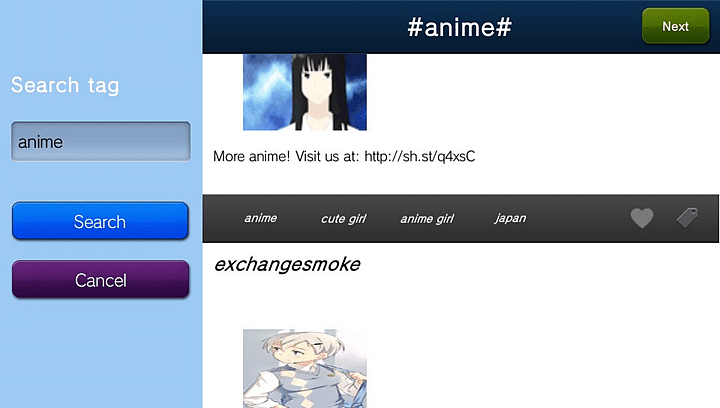 Search tag
anime
Search
Cancel
#anime#
Next
More anime! Visit us at: http://sh.st/q4xsC
anime cute girl anime girl japan
exchangesmoke